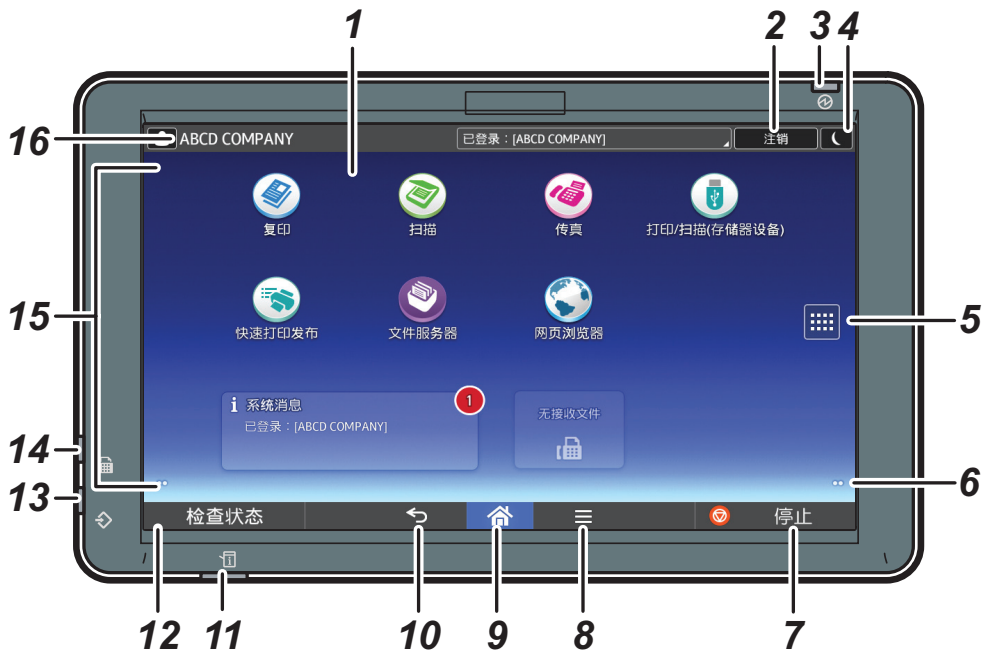 1
2
3
4
16
ABCD COMPANY
已登录：[ABCD COMPANY]
注销
复印
扫描
传真
打印/扫描(存储器设备)
15
快速打印发布
文件服务器
网页浏览器
5
i 系统消息
1
已登录：[ABCD COMPANY]
无接收文件
14
13
6
检查状态
停止
12
11
10
9
8
7